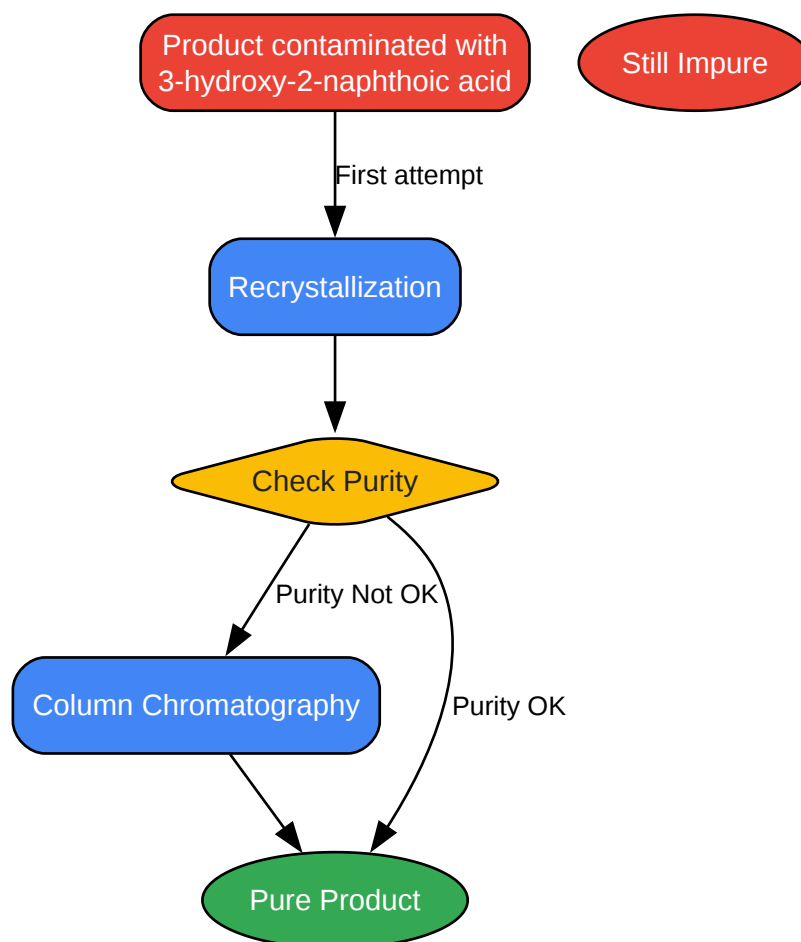 Product contaminated with
3-hydroxy-2-naphthoic acid
Still Impure
First attempt
Recrystallization
Check Purity
Purity Not OK
Column Chromatography
Purity OK
Pure Product